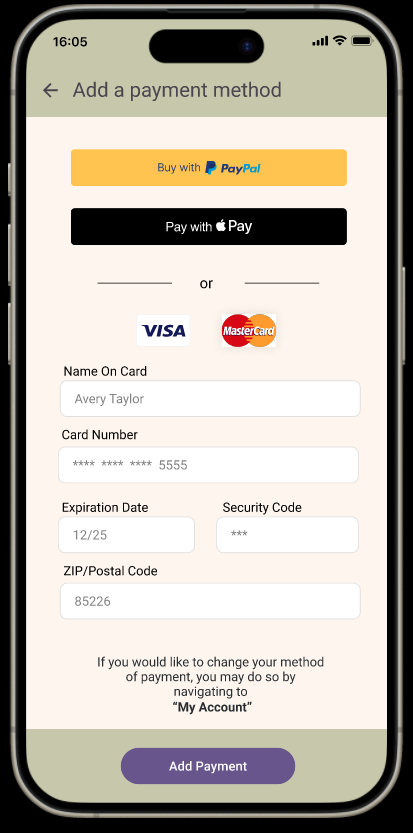 16:05
Add a payment method
Buy with PayPal
Pay with Pay
or
VISA
MasterCard
Name On Card
Avery Taylor
Card Number
**** **** **** 5555
Expiration Date
Security Code
12/25
***
ZIP/Postal Code
85226
If you would like to change your method
of payment, you may do so by
navigating to
“My Account”
Add Payment